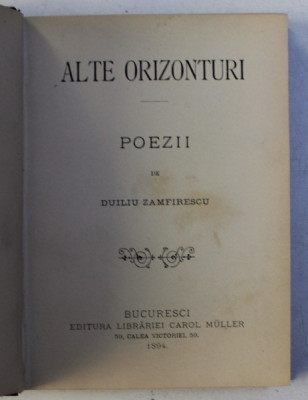 ALTE ORIZONTURI
POEZII
DE
DUILIU ZAMFIRESCU
BUCURESCI
EDITURA LIBRĂRIEI CAROL MÜLLER
59, CALEA VICTORIEI, 59.
1894.